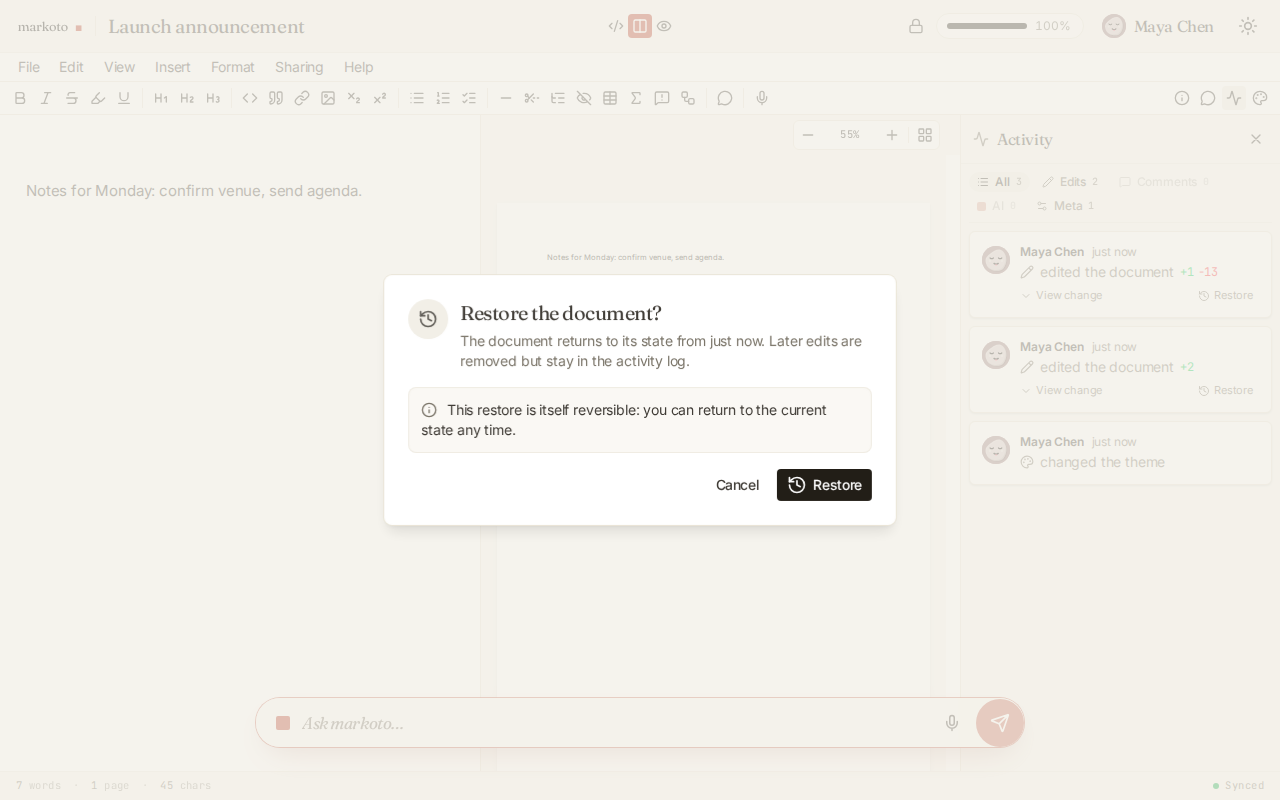 markoto
Launch announcement
100%
Maya Chen
File Edit View Insert Format Sharing Help
H1 H2 H3
55%
Activity
Notes for Monday: confirm venue, send agenda.
Notes for Monday: confirm venue, send agenda.
All 3 Edits 2 Comments 0
AI 0 Meta 1
Maya Chen just now
edited the document +1 -13
View change Restore
Maya Chen just now
edited the document +2
View change Restore
Maya Chen just now
changed the theme
Restore the document?
The document returns to its state from just now. Later edits are
removed but stay in the activity log.
This restore is itself reversible: you can return to the current
state any time.
Cancel Restore
Ask markoto...
7 words · 1 page · 45 chars
Synced